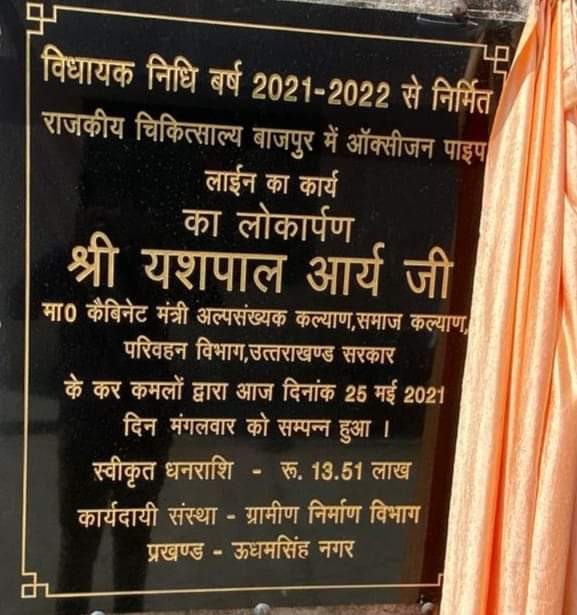 विधायक निधि बर्ष 2021-2022 से निर्मित
राजकीय चिकित्साल्य बाजपुर में ऑक्सीजन पाइप
लाईन का कार्य
का लोकार्पण
श्री यशपाल आर्य जी
मा0 कैबिनेट मंत्री अल्पसंख्यक कल्याण,समाज कल्याण,
परिवहन विभाग,उत्तराखण्ड सरकार
के कर कमलों द्वारा आज दिनांक 25 मई 2021
दिन मंगलवार को सम्पन्न हुआ ।
स्वीकृत धनराशि - रू. 13.51 लाख
कार्यदायी संस्था - ग्रामीण निर्माण विभाग
प्रखण्ड - ऊधमसिंह नगर